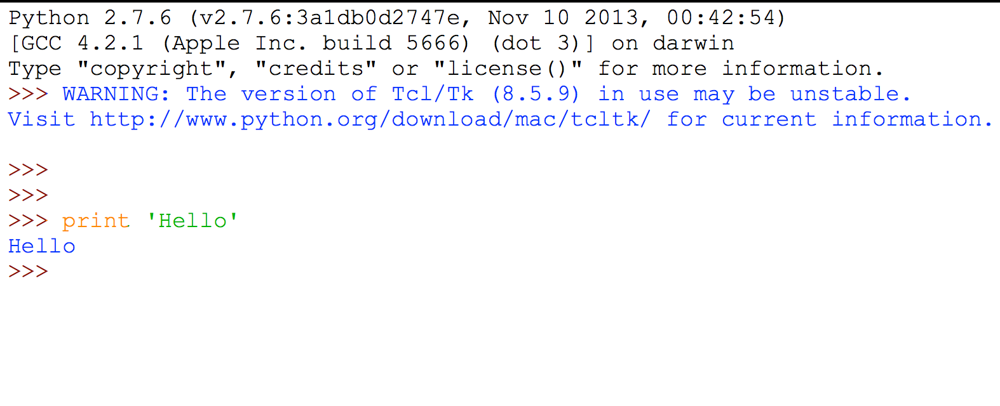 Python 2.7.6 (v2.7.6:3a1db0d2747e, Nov 10 2013, 00:42:54)
[GCC 4.2.1 (Apple Inc. build 5666) (dot 3)] on darwin
Type "copyright", "credits" or "license()" for more information.
>>> WARNING: The version of Tcl/Tk (8.5.9) in use may be unstable.
Visit http://www.python.org/download/mac/tcltk/ for current information.

>>>
>>>
>>> print 'Hello'
Hello
>>>